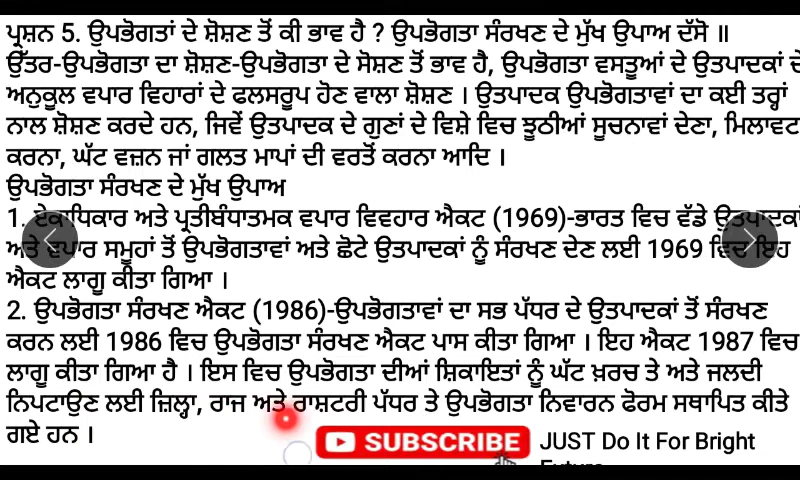 ਪ੍ਰਸ਼ਨ 5. ਉਪਭੋਗਤਾਂ ਦੇ ਸ਼ੋਸ਼ਣ ਤੋਂ ਕੀ ਭਾਵ ਹੈ ? ਉਪਭੋਗਤਾ ਸੰਰਖਣ ਦੇ ਮੁੱਖ ਉਪਾਅ ਦੱਸੋ ॥
ਉੱਤਰ-ਉਪਭੋਗਤਾ ਦਾ ਸ਼ੋਸ਼ਣ-ਉਪਭੋਗਤਾ ਦੇ ਸੋਸ਼ਣ ਤੋਂ ਭਾਵ ਹੈ, ਉਪਭੋਗਤਾ ਵਸਤੂਆਂ ਦੇ ਉਤਪਾਦਕਾਂ ਦੇ
ਅਨੁਕੂਲ ਵਪਾਰ ਵਿਹਾਰਾਂ ਦੇ ਫਲਸਰੂਪ ਹੋਣ ਵਾਲਾ ਸ਼ੋਸ਼ਣ । ਉਤਪਾਦਕ ਉਪਭੋਗਤਾਵਾਂ ਦਾ ਕਈ ਤਰ੍ਹਾਂ
ਨਾਲ ਸ਼ੋਸ਼ਣ ਕਰਦੇ ਹਨ, ਜਿਵੇਂ ਉਤਪਾਦਕ ਦੇ ਗੁਣਾਂ ਦੇ ਵਿਸ਼ੇ ਵਿਚ ਝੂਠੀਆਂ ਸੂਚਨਾਵਾਂ ਦੇਣਾ, ਮਿਲਾਵਟ
ਕਰਨਾ, ਘੱਟ ਵਜ਼ਨ ਜਾਂ ਗਲਤ ਮਾਪਾਂ ਦੀ ਵਰਤੋਂ ਕਰਨਾ ਆਦਿ ।
ਉਪਭੋਗਤਾ ਸੰਰਖਣ ਦੇ ਮੁੱਖ ਉਪਾਅ
1. ਏਕਾਧਿਕਾਰ ਅਤੇ ਪ੍ਰਤੀਬੰਧਾਤਮਕ ਵਪਾਰ ਵਿਵਹਾਰ ਐਕਟ (1969)-ਭਾਰਤ ਵਿਚ ਵੱਡੇ ਉਤਪਾਦਕਾਂ
ਅਤੇ ਵਪਾਰ ਸਮੂਹਾਂ ਤੋਂ ਉਪਭੋਗਤਾਵਾਂ ਅਤੇ ਛੋਟੇ ਉਤਪਾਦਕਾਂ ਨੂੰ ਸੰਰਖਣ ਦੇਣ ਲਈ 1969 ਵਿਚ ਇਹ
ਐਕਟ ਲਾਗੂ ਕੀਤਾ ਗਿਆ ।
2. ਉਪਭੋਗਤਾ ਸੰਰਖਣ ਐਕਟ (1986)-ਉਪਭੋਗਤਾਵਾਂ ਦਾ ਸਭ ਪੱਧਰ ਦੇ ਉਤਪਾਦਕਾਂ ਤੋਂ ਸੰਰਖਣ
ਕਰਨ ਲਈ 1986 ਵਿਚ ਉਪਭੋਗਤਾ ਸੰਰਖਣ ਐਕਟ ਪਾਸ ਕੀਤਾ ਗਿਆ । ਇਹ ਐਕਟ 1987 ਵਿਚ
ਲਾਗੂ ਕੀਤਾ ਗਿਆ ਹੈ । ਇਸ ਵਿਚ ਉਪਭੋਗਤਾ ਦੀਆਂ ਸ਼ਿਕਾਇਤਾਂ ਨੂੰ ਘੱਟ ਖ਼ਰਚ ਤੇ ਅਤੇ ਜਲਦੀ
ਨਿਪਟਾਉਣ ਲਈ ਜ਼ਿਲ੍ਹਾ, ਰਾਜ ਅਤੇ ਰਾਸ਼ਟਰੀ ਪੱਧਰ ਤੇ ਉਪਭੋਗਤਾ ਨਿਵਾਰਨ ਫੋਰਮ ਸਥਾਪਿਤ ਕੀਤੇ
ਗਏ ਹਨ ।
SUBSCRIBE JUST Do It For Bright